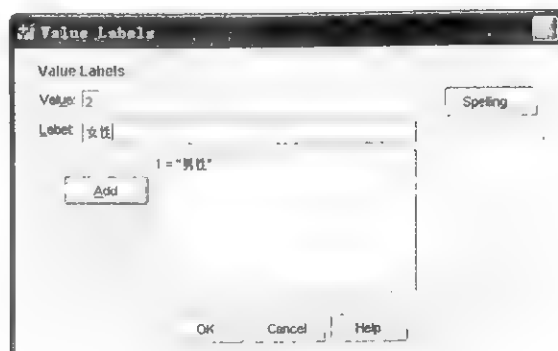 Value Labels
Value Labels
Value: 2
Spelling
Label: 女性
1 = "男性"
Add
OK Cancel Help